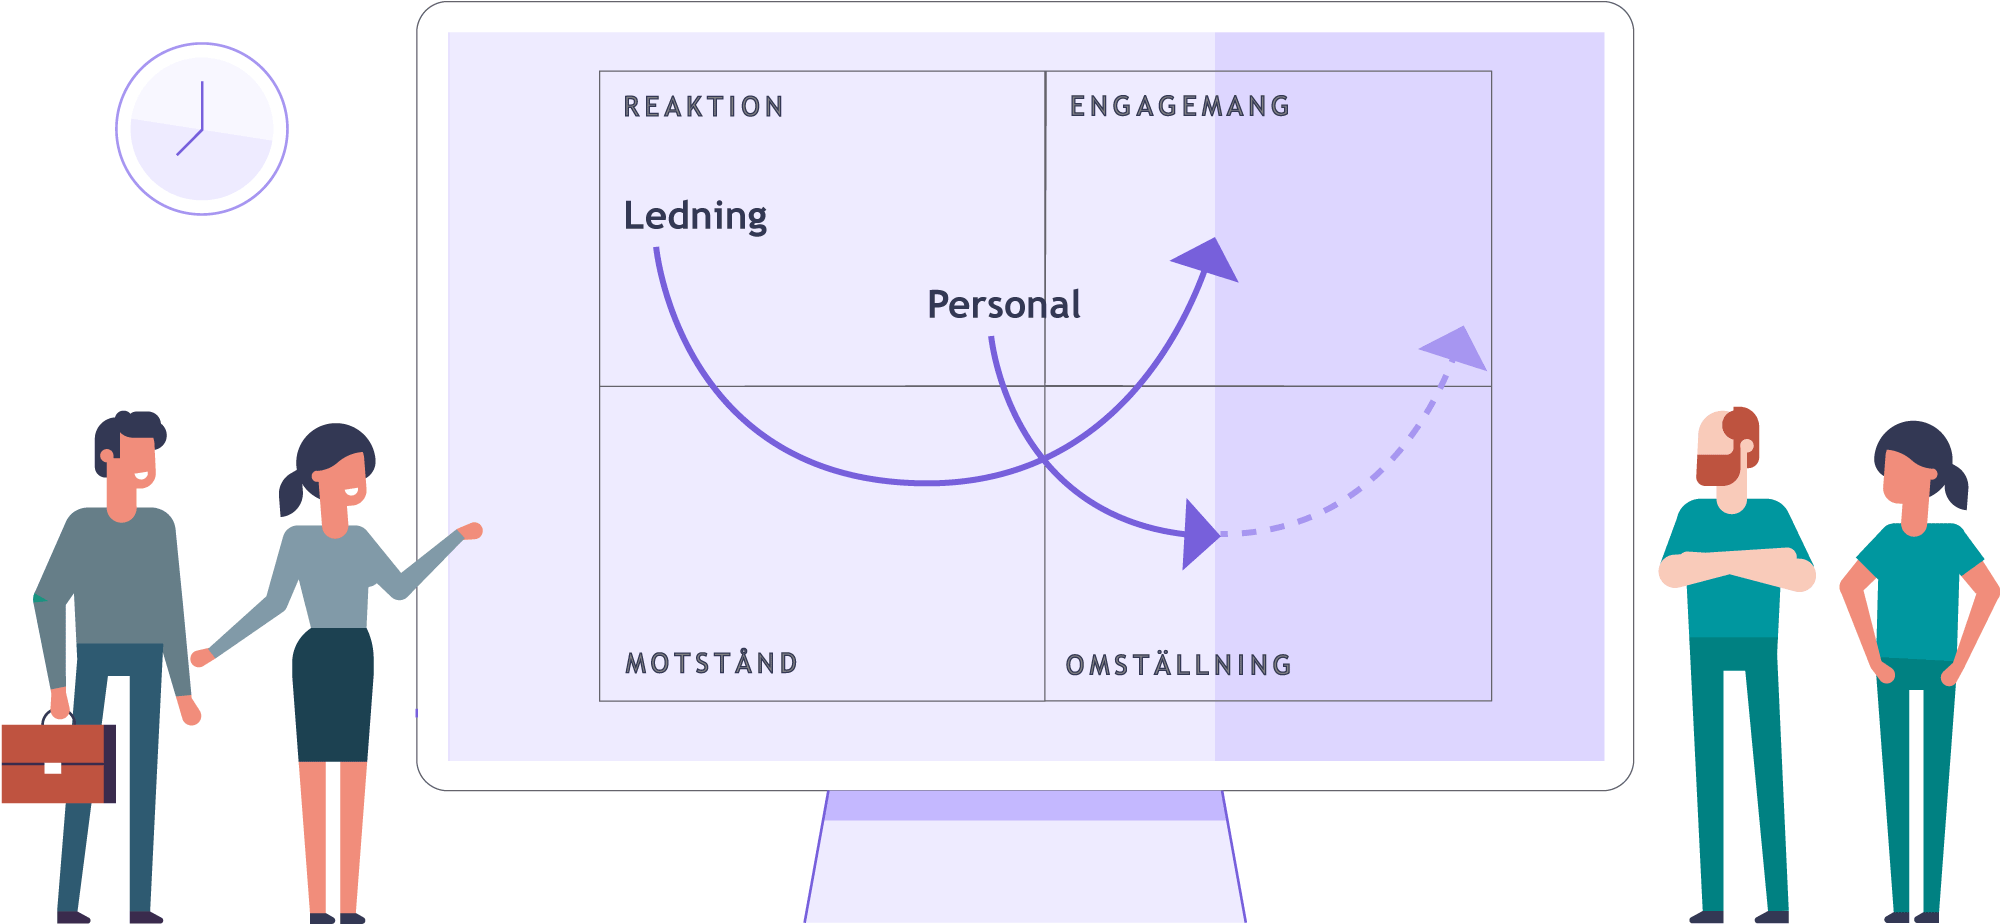 REAKTION
ENGAGEMANG
Ledning
Personal
MOTSTÅND
OMSTÄLLNING